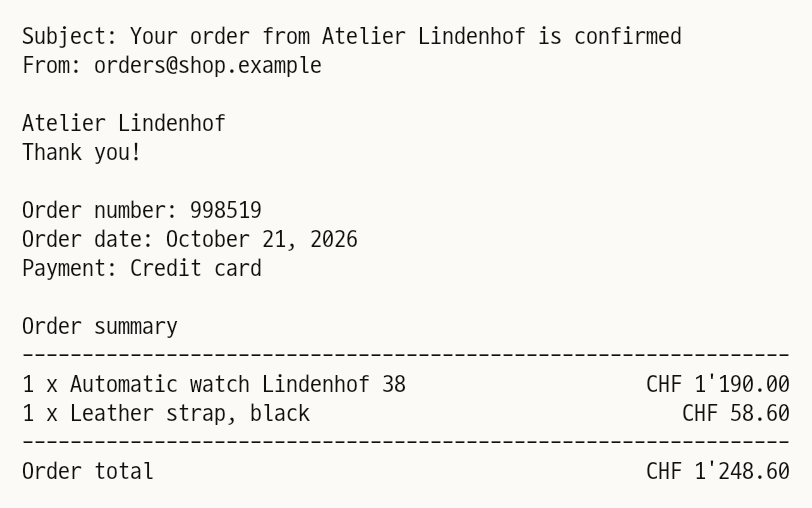 Subject: Your order from Atelier Lindenhof is confirmed
From: orders@shop.example

Atelier Lindenhof
Thank you!

Order number: 998519
Order date: October 21, 2026
Payment: Credit card

Order summary
----------------------------------------------------------------
1 x Automatic watch Lindenhof 38                    CHF 1'190.00
1 x Leather strap, black                               CHF 58.60
----------------------------------------------------------------
Order total                                         CHF 1'248.60